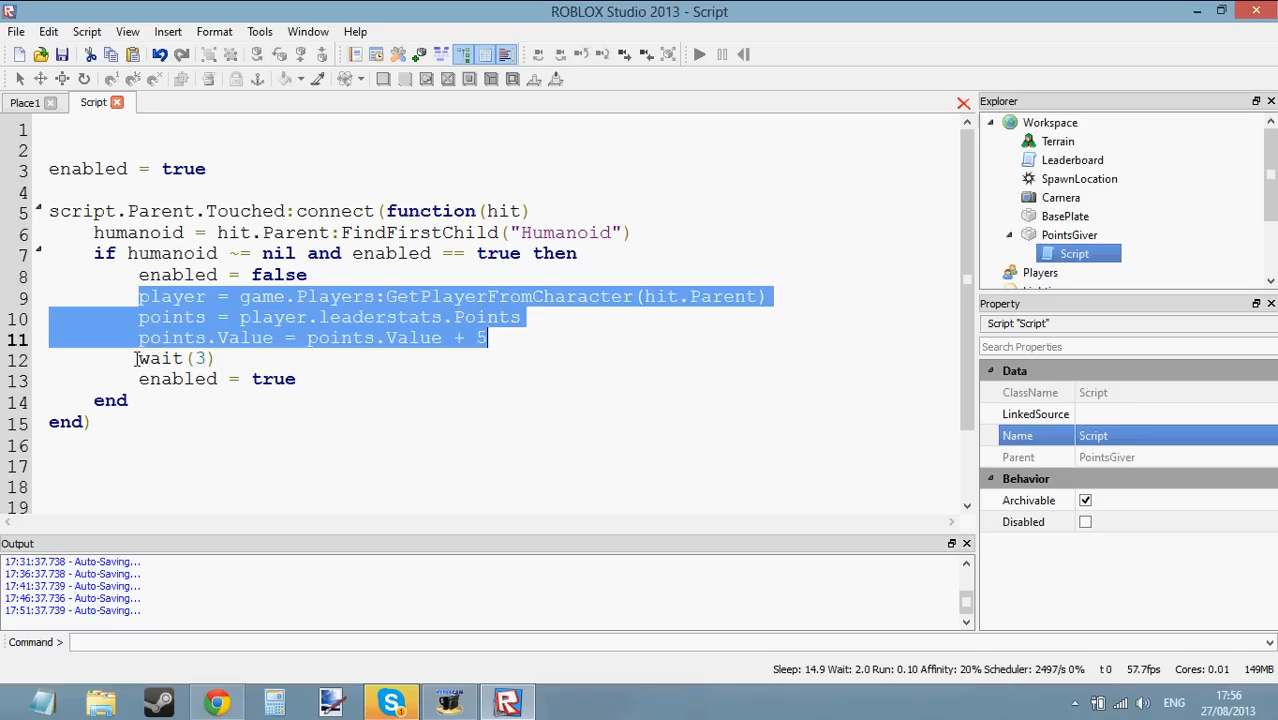 ROBLOX Studio 2013 - Script
File Edit Script View Insert Format Tools Window Help
Place1 Script
1
2
3 enabled = true
4
5 script.Parent.Touched:connect(function(hit)
6 humanoid = hit.Parent:FindFirstChild("Humanoid")
7 if humanoid ~= nil and enabled == true then
8 enabled = false
9 player = game.Players:GetPlayerFromCharacter(hit.Parent)
10 points = player.leaderstats.Points
11 points.Value = points.Value + 5
12 wait(3)
13 enabled = true
14 end
15 end)
16
17
18
19
Explorer
Workspace
Terrain
Leaderboard
SpawnLocation
Camera
BasePlate
PointsGiver
Script
Players
Property
Script "Script"
Search Properties
Data
ClassName Script
LinkedSource
Name Script
Parent PointsGiver
Behavior
Archivable
Disabled
Output
17:31:37.738 - Auto-Saving...
17:36:37.738 - Auto-Saving...
17:41:37.739 - Auto-Saving...
17:46:37.736 - Auto-Saving...
17:51:37.739 - Auto-Saving...
Command >
Sleep: 14.9 Wait: 2.0 Run: 0.10 Affinity: 20% Scheduler: 2497/s 0% t 0 57.7fps Cores: 0.01 149MB
ENG
17:56
27/08/2013